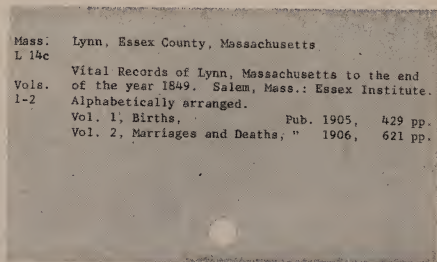 Mass. Lynn, Essex County, Massachusetts
L 14c
Vital Records of Lynn, Massachusetts to the end
Vols. of the year 1849. Salem, Mass.: Essex Institute.
1-2 Alphabetically arranged.
Vol. 1, Births, Pub. 1905, 429 pp.
Vol. 2, Marriages and Deaths, " 1906, 621 pp.